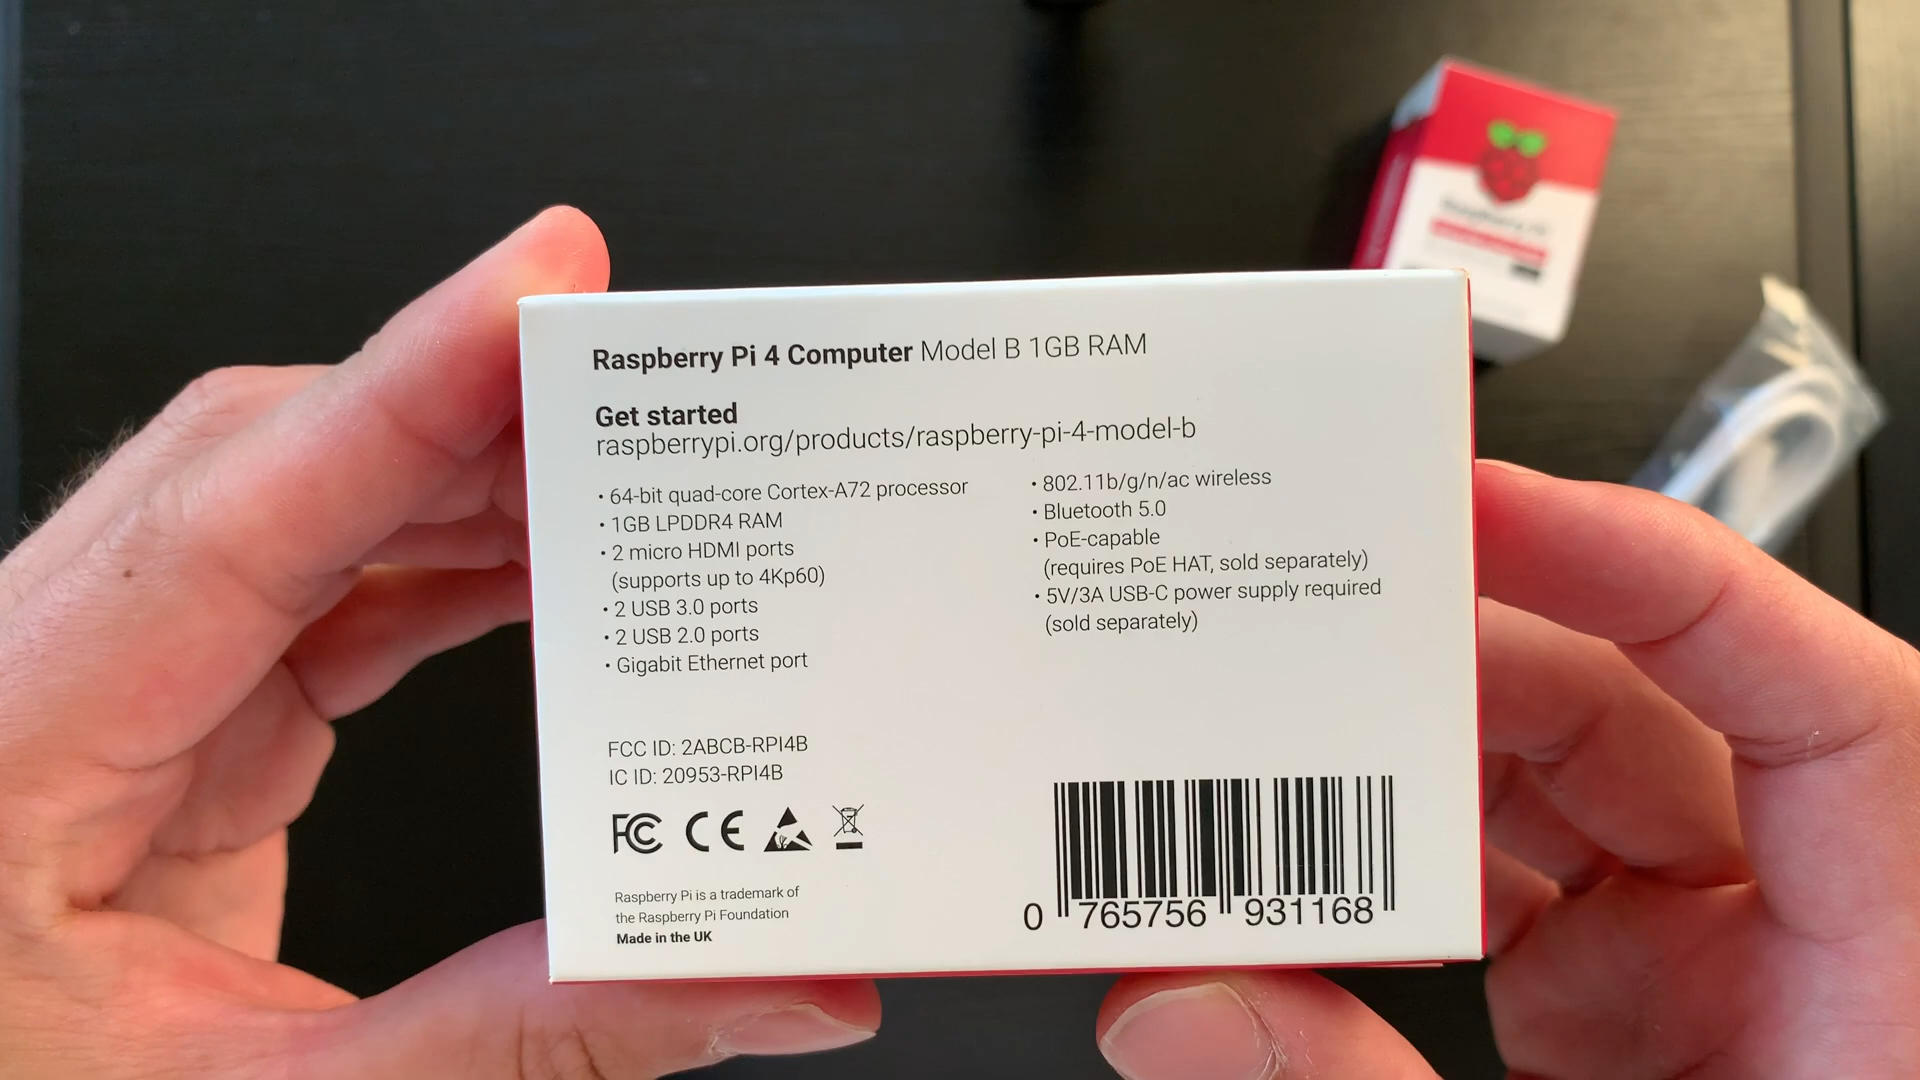 Raspberry Pi 4 Computer Model B 1GB RAM
Get started
raspberrypi.org/products/raspberry-pi-4-model-b
• 64-bit quad-core Cortex-A72 processor
• 1GB LPDDR4 RAM
• 2 micro HDMI ports
(supports up to 4Kp60)
• 2 USB 3.0 ports
• 2 USB 2.0 ports
• Gigabit Ethernet port
• 802.11b/g/n/ac wireless
• Bluetooth 5.0
• PoE-capable
(requires PoE HAT, sold separately)
• 5V/3A USB-C power supply required
(sold separately)
FCC ID: 2ABCB-RPI4B
IC ID: 20953-RPI4B
FC CE
Raspberry Pi is a trademark of
the Raspberry Pi Foundation
Made in the UK
0 765756 931168
Raspberry Pi